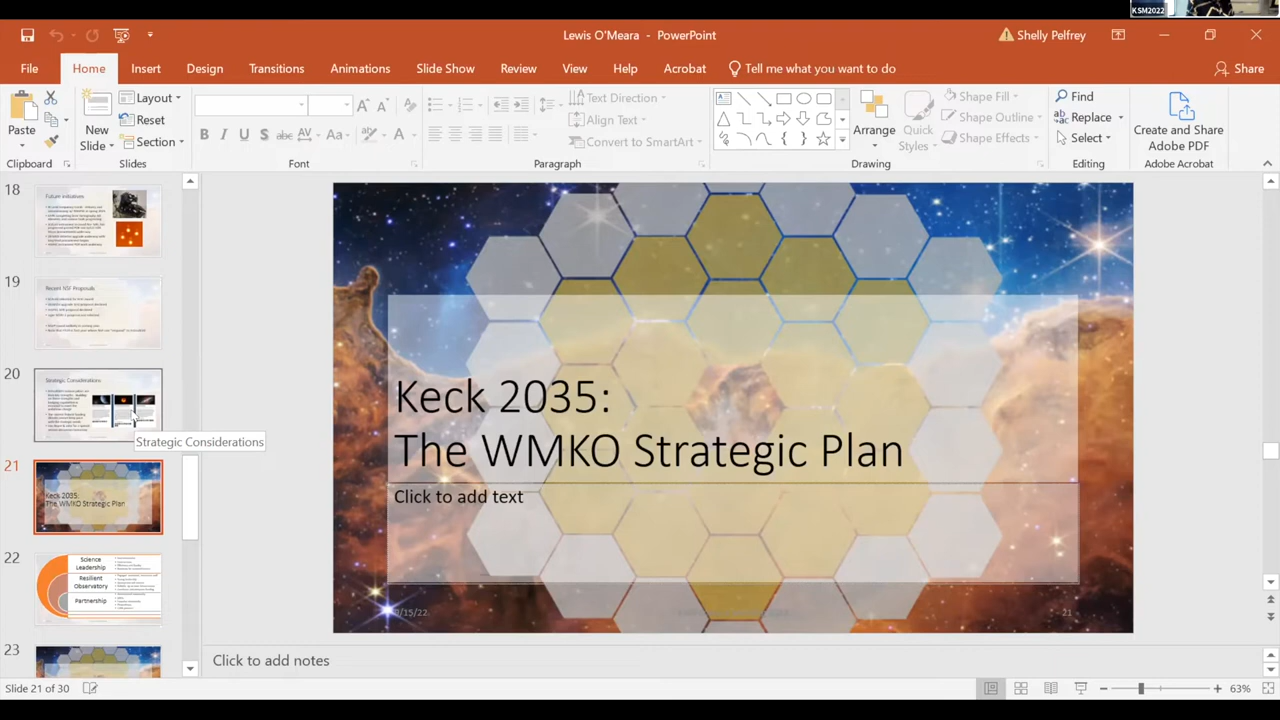 KSM2022
Lewis O'Meara - PowerPoint
Shelly Pelfrey
File Home Insert Design Transitions Animations Slide Show Review View Help Acrobat Tell me what you want to do Share
Paste
Clipboard
New
Slide
Layout
Reset
Section
Slides
B I U S abc AV Aa A
Font
Text Direction
Align Text
Convert to SmartArt
Paragraph
Arrange
Quick
Styles
Shape Fill
Shape Outline
Shape Effects
Drawing
Find
Replace
Select
Editing
Create and Share
Adobe PDF
Adobe Acrobat
18
Future Initiatives
19
Recent NSF Proposals
20
Strategic Considerations
Strategic Considerations
21
Keck 2035:
The WMKO Strategic Plan
22
Science
Leadership
Resilient
Observatory
Partnership
23
Keck 2035:
The WMKO Strategic Plan
Click to add text
21
Click to add notes
Slide 21 of 30
63%